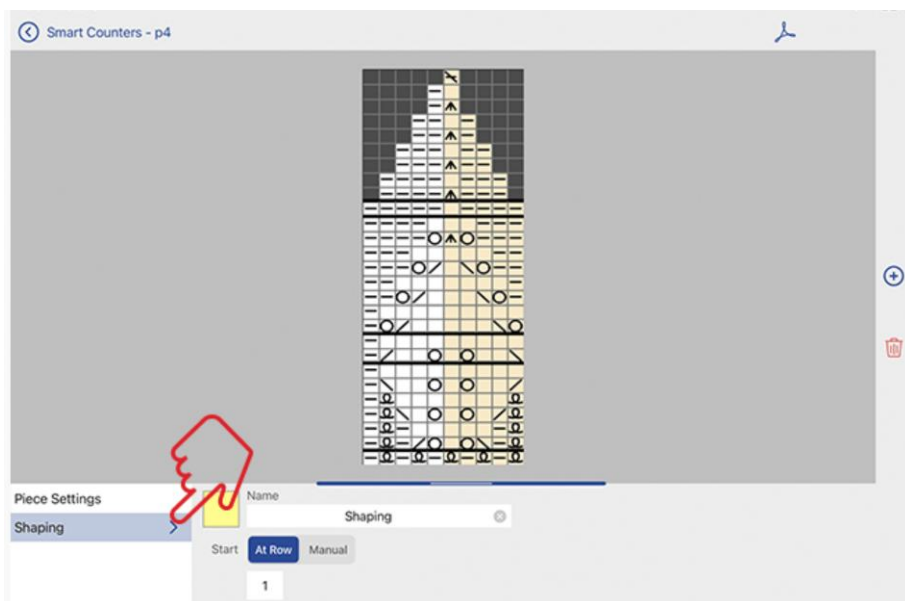 Smart Counters - p4
Piece Settings
Name
Shaping
Shaping
Start At Row Manual
1